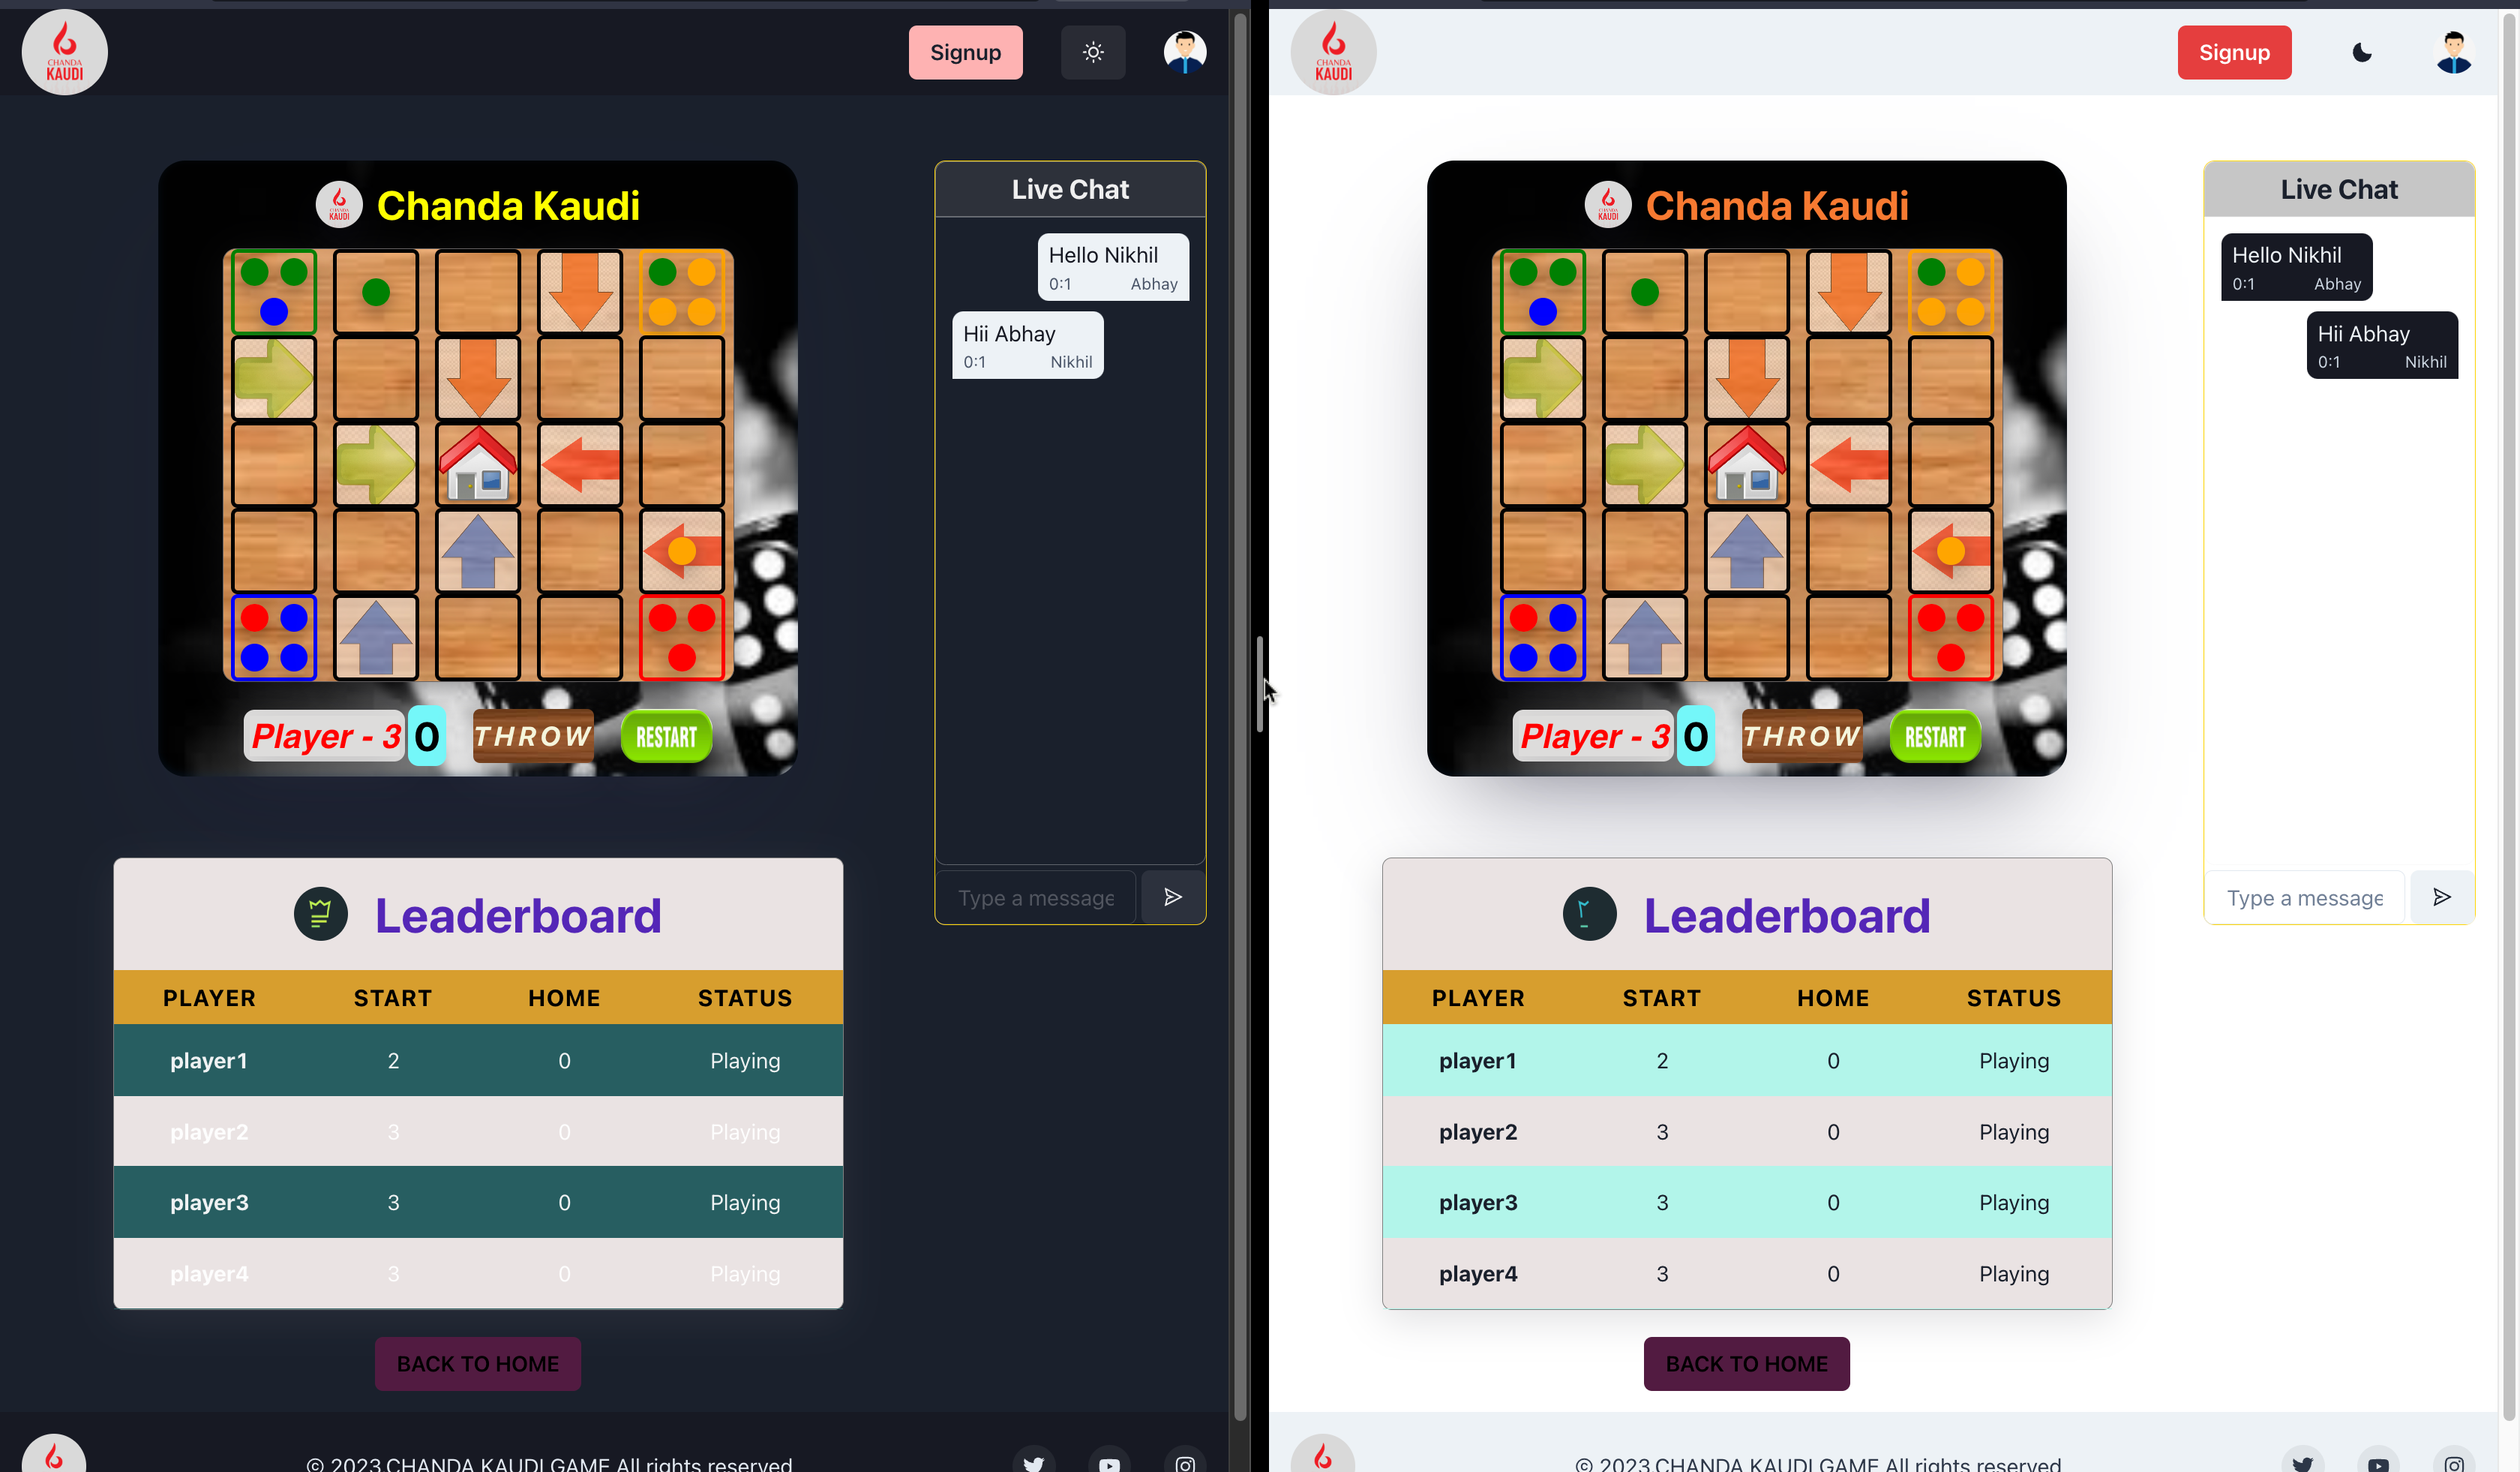 CHANDA
KAUDI
Signup
CHANDA
KAUDI
Chanda Kaudi
Live Chat
Hello Nikhil
0:1 Abhay
Hii Abhay
0:1 Nikhil
Player - 3 0 THROW RESTART
Type a message
Leaderboard
PLAYER START HOME STATUS
player1 2 0 Playing
player2 3 0 Playing
player3 3 0 Playing
player4 3 0 Playing
BACK TO HOME
© 2023 CHANDA KAUDI GAME All rights reserved
CHANDA
KAUDI
Signup
CHANDA
KAUDI
Chanda Kaudi
Live Chat
Hello Nikhil
0:1 Abhay
Hii Abhay
0:1 Nikhil
Player - 3 0 THROW RESTART
Type a message
Leaderboard
PLAYER START HOME STATUS
player1 2 0 Playing
player2 3 0 Playing
player3 3 0 Playing
player4 3 0 Playing
BACK TO HOME
© 2023 CHANDA KAUDI GAME All rights reserved